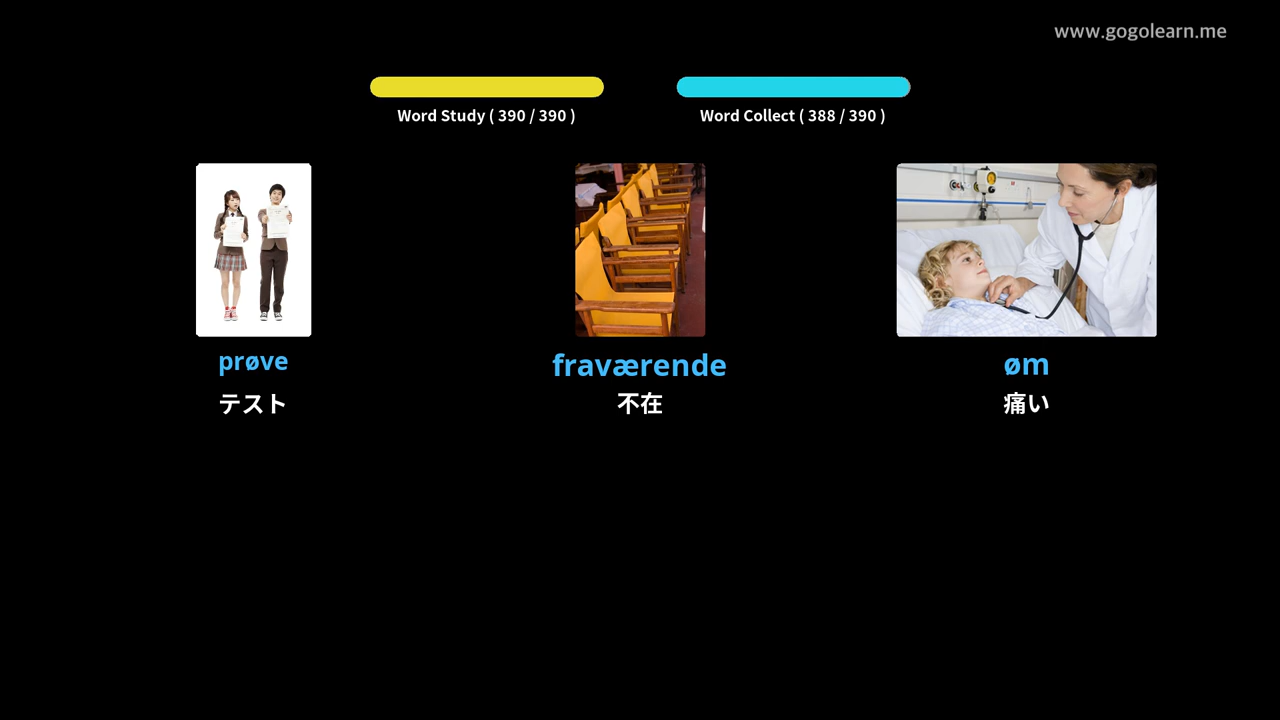 www.gogolearn.me
Word Study ( 390 / 390 )
Word Collect ( 388 / 390 )
prøve
fraværende
øm
テスト
不在
痛い